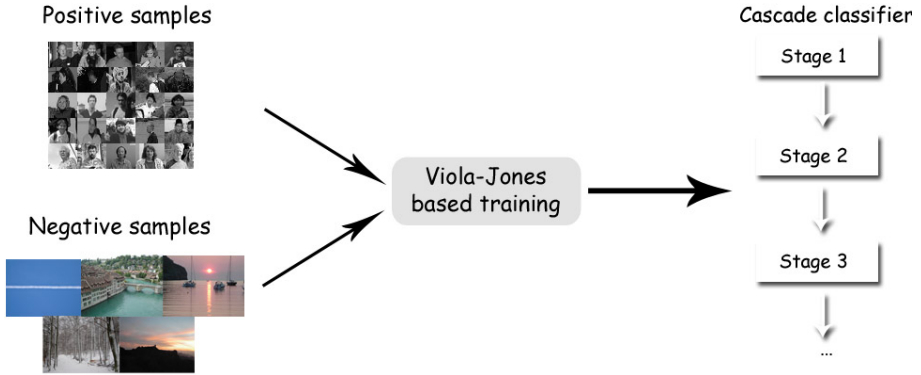 Positive samples
Negative samples
Viola-Jones
based training
Cascade classifier
Stage 1
Stage 2
Stage 3
...